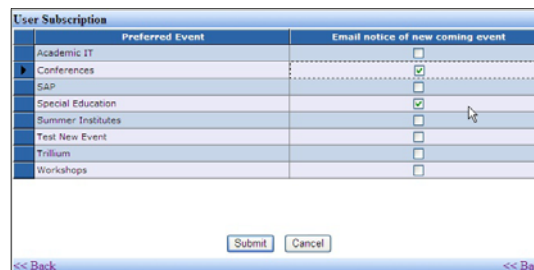 User Subscription
Preferred Event Email notice of new coming event
Academic IT
Conferences
SAP
Special Education
Summer Institutes
Test New Event
Trillium
Workshops
Submit Cancel
<< Back << Ba